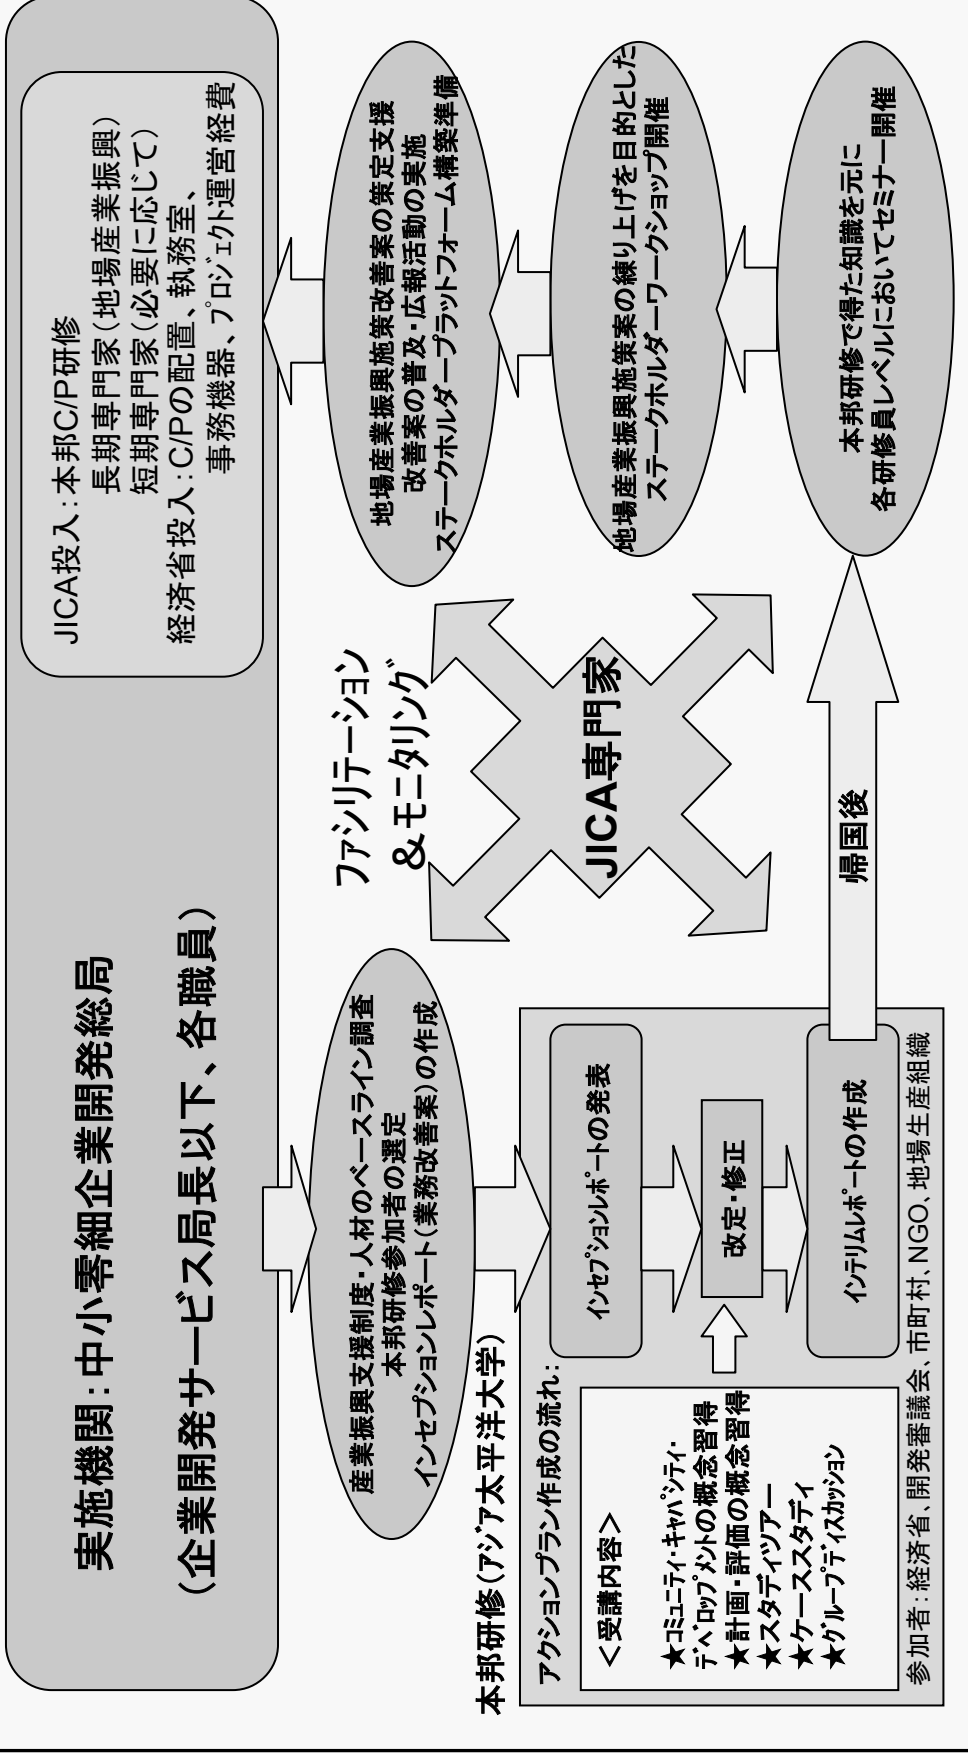 実施機関：中小零細企業開発総局
（企業開発サービス局長以下、各職員）
JICA投入：本邦C/P研修
長期専門家（地場産業振興）
短期専門家（必要に応じて）
経済省投入：C/Pの配置、執務室、
事務機器、プロジェクト運営経費
産業振興支援制度・人材のベースライン調査
本邦研修参加者の選定
インセプションレポート（業務改善案）の作成
ファシリテーション
＆モニタリング
JICA専門家
地場産業振興施策改善案の策定支援
改善案の普及・広報活動の実施
ステークホルダープラットフォーム構築準備
地場産業振興施策案の練り上げを目的とした
ステークホルダーワークショップ開催
本邦研修で得た知識を元に
各研修員レベルにおいてセミナー開催
本邦研修（アジア太平洋大学）
アクションプラン作成の流れ：
＜受講内容＞
★コミュニティ・キャパシティ・
デベロップメントの概念習得
★計画・評価の概念習得
★スタディツアー
★ケーススタディ
★グループディスカッション
インセプションレポートの発表
改定・修正
インテリムレポートの作成
帰国後
参加者：経済省、開発審議会、市町村、NGO、地場生産組織